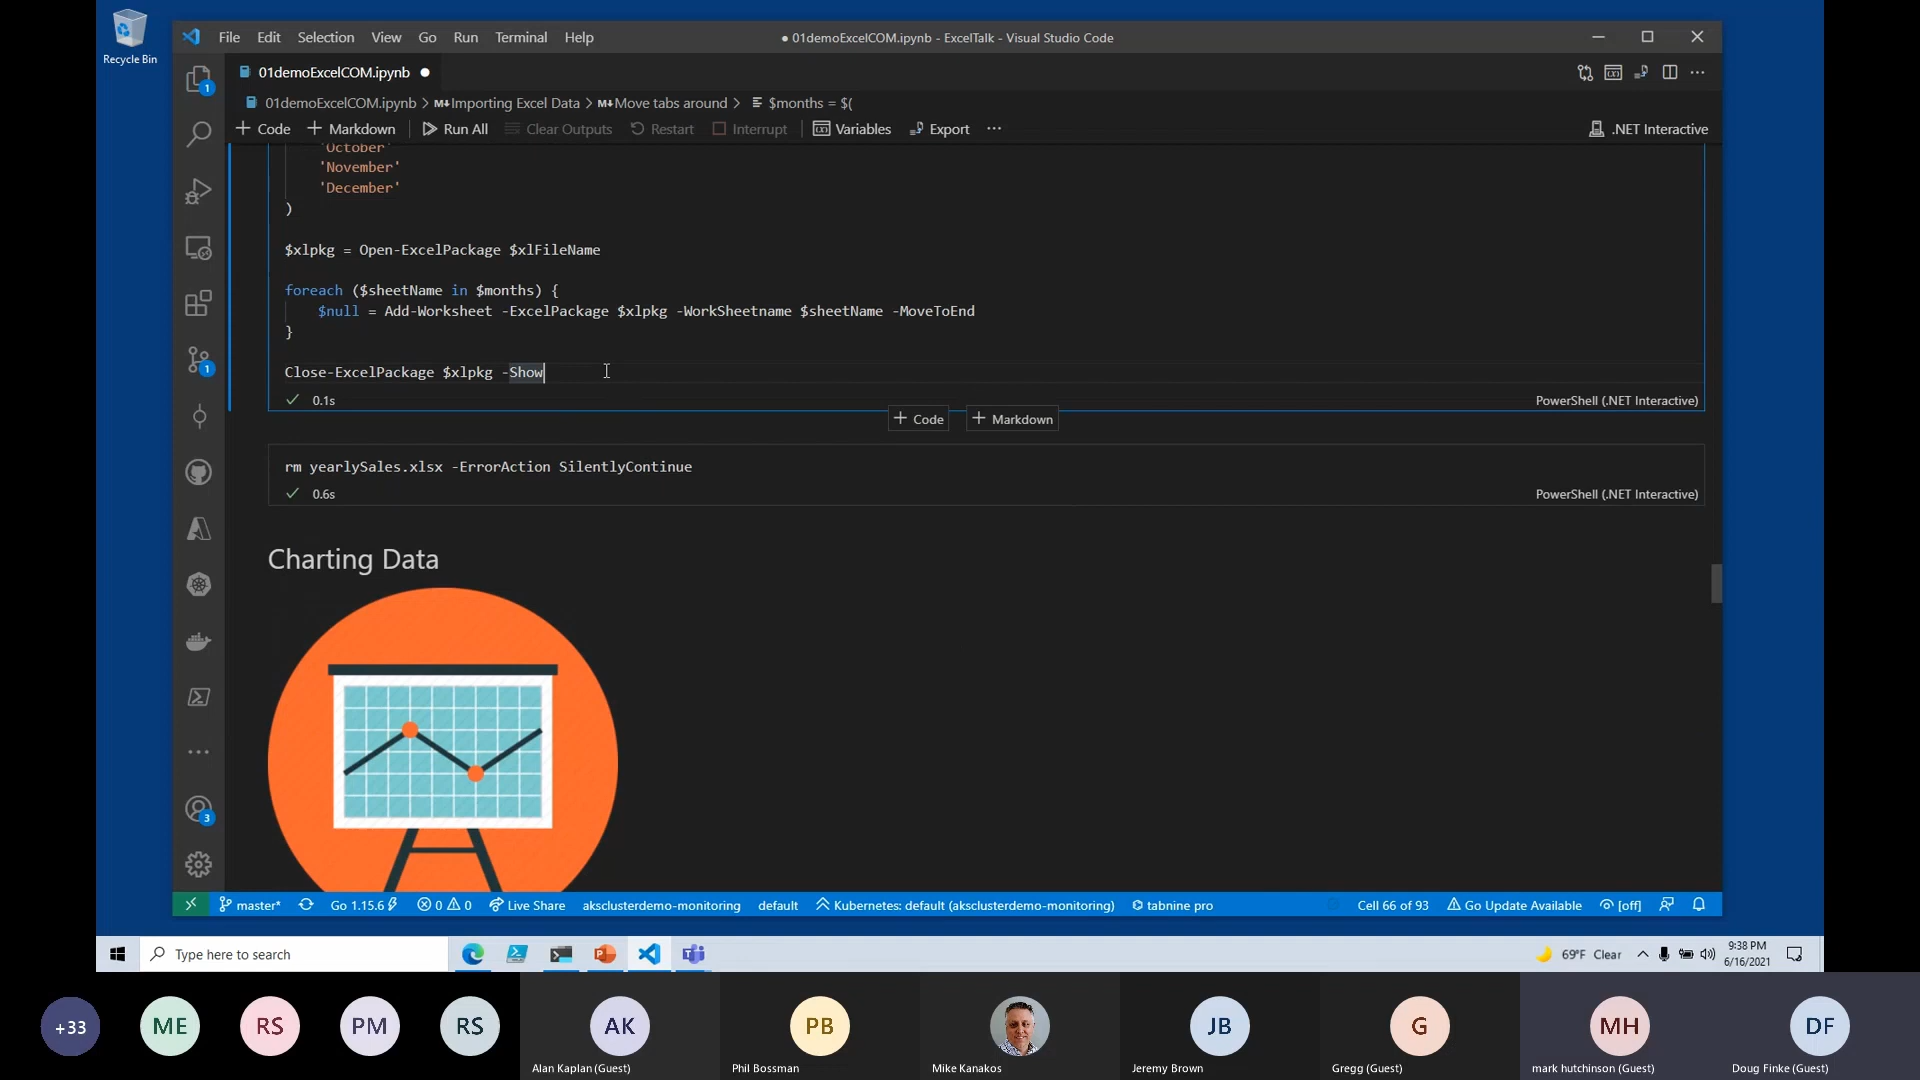 Recycle Bin
File Edit Selection View Go Run Terminal Help
● 01demoExcelCOM.ipynb - ExcelTalk - Visual Studio Code
01demoExcelCOM.ipynb ●
01demoExcelCOM.ipynb > M↓Importing Excel Data > M↓Move tabs around > $months = $(
+ Code + Markdown Run All Clear Outputs Restart Interrupt Variables Export ··· .NET Interactive
'October'
'November'
'December'
)
$xlpkg = Open-ExcelPackage $xlFileName
foreach ($sheetName in $months) {
$null = Add-Worksheet -ExcelPackage $xlpkg -WorkSheetname $sheetName -MoveToEnd
}
Close-ExcelPackage $xlpkg -Show
0.1s PowerShell (.NET Interactive)
+ Code + Markdown
rm yearlySales.xlsx -ErrorAction SilentlyContinue
0.6s PowerShell (.NET Interactive)
Charting Data
1
1
3
master* Go 1.15.6 0 0 Live Share aksclusterdemo-monitoring default Kubernetes: default (aksclusterdemo-monitoring) tabnine pro Cell 66 of 93 Go Update Available [off]
Type here to search 69°F Clear 9:38 PM
6/16/2021
+33 ME RS PM RS AK PB JB G MH DF
Alan Kaplan (Guest) Phil Bossman Mike Kanakos Jeremy Brown Gregg (Guest) mark hutchinson (Guest) Doug Finke (Guest)